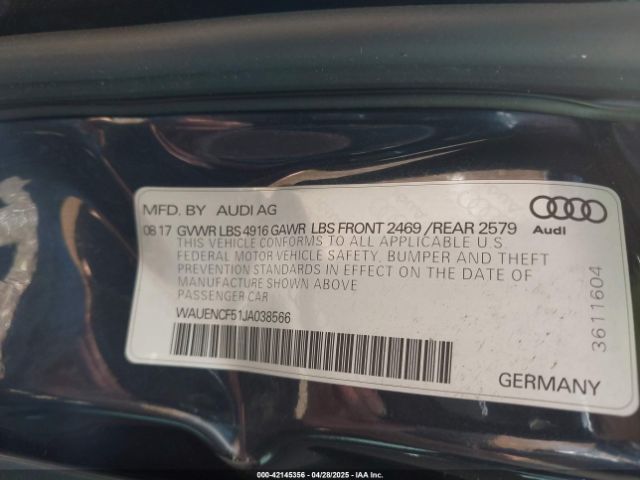 MFD. BY AUDI AG
08 17 GVWR LBS 4916 GAWR LBS FRONT 2469 /REAR 2579
THIS VEHICLE CONFORMS TO ALL APPLICABLE U.S.
FEDERAL MOTOR VEHICLE SAFETY, BUMPER AND THEFT
PREVENTION STANDARDS IN EFFECT ON THE DATE OF
MANUFACTURE SHOWN ABOVE
PASSENGER CAR
WAUENCF51JA038566
Audi
3611604
GERMANY
000-42145356 | 04/28/2025 | IAA Inc.